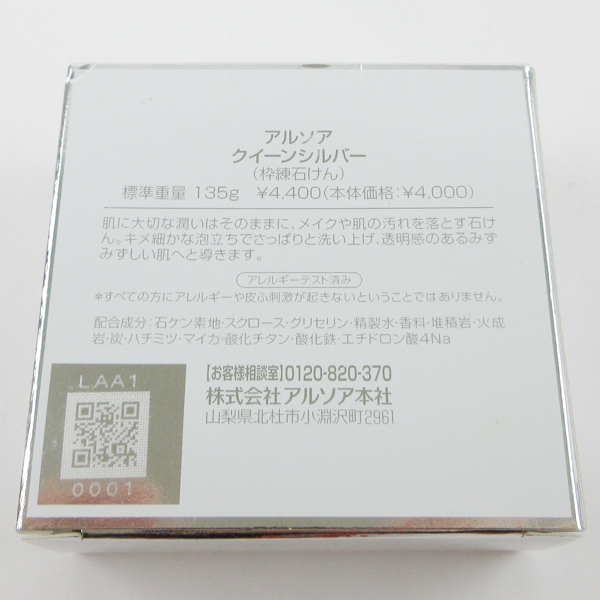 アルソア
クイーンシルバー
(枠練石けん)
標準重量 135g ¥4,400(本体価格:¥4,000)
肌に大切な潤いはそのままに、メイクや肌の汚れを落とす石け
ん。キメ細かな泡立ちでさっぱりと洗い上げ、透明感のあるみず
みずしい肌へと導きます。
アレルギーテスト済み
*すべての方にアレルギーや皮ふ刺激が起きないということではありません。
配合成分:石ケン素地・スクロース・グリセリン・精製水・香料・堆積岩・火成
岩・炭・ハチミツ・マイカ・酸化チタン・酸化鉄・エチドロン酸4Na
【お客様相談室】0120-820-370
株式会社アルソア本社
山梨県北杜市小淵沢町2961
LAA1
0001